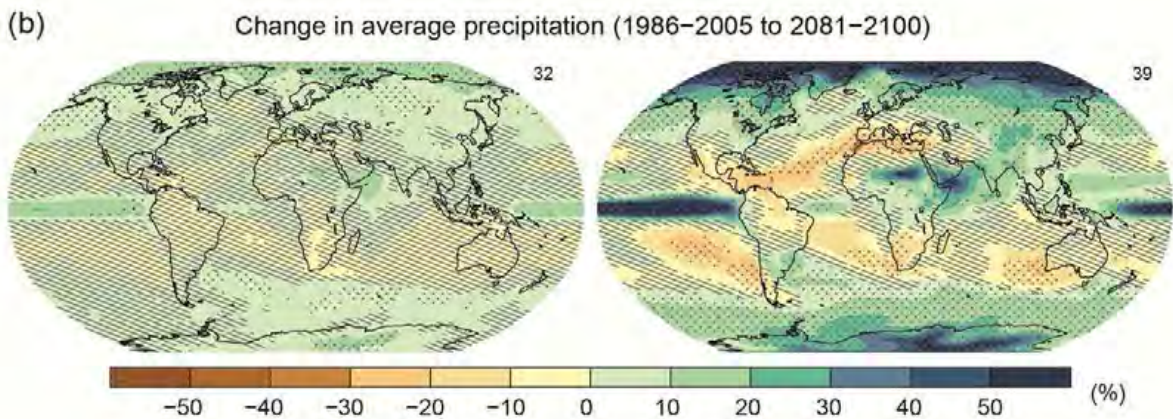 (b) Change in average precipitation (1986−2005 to 2081−2100)
32 39
−50 −40 −30 −20 −10 0 10 20 30 40 50 (%)